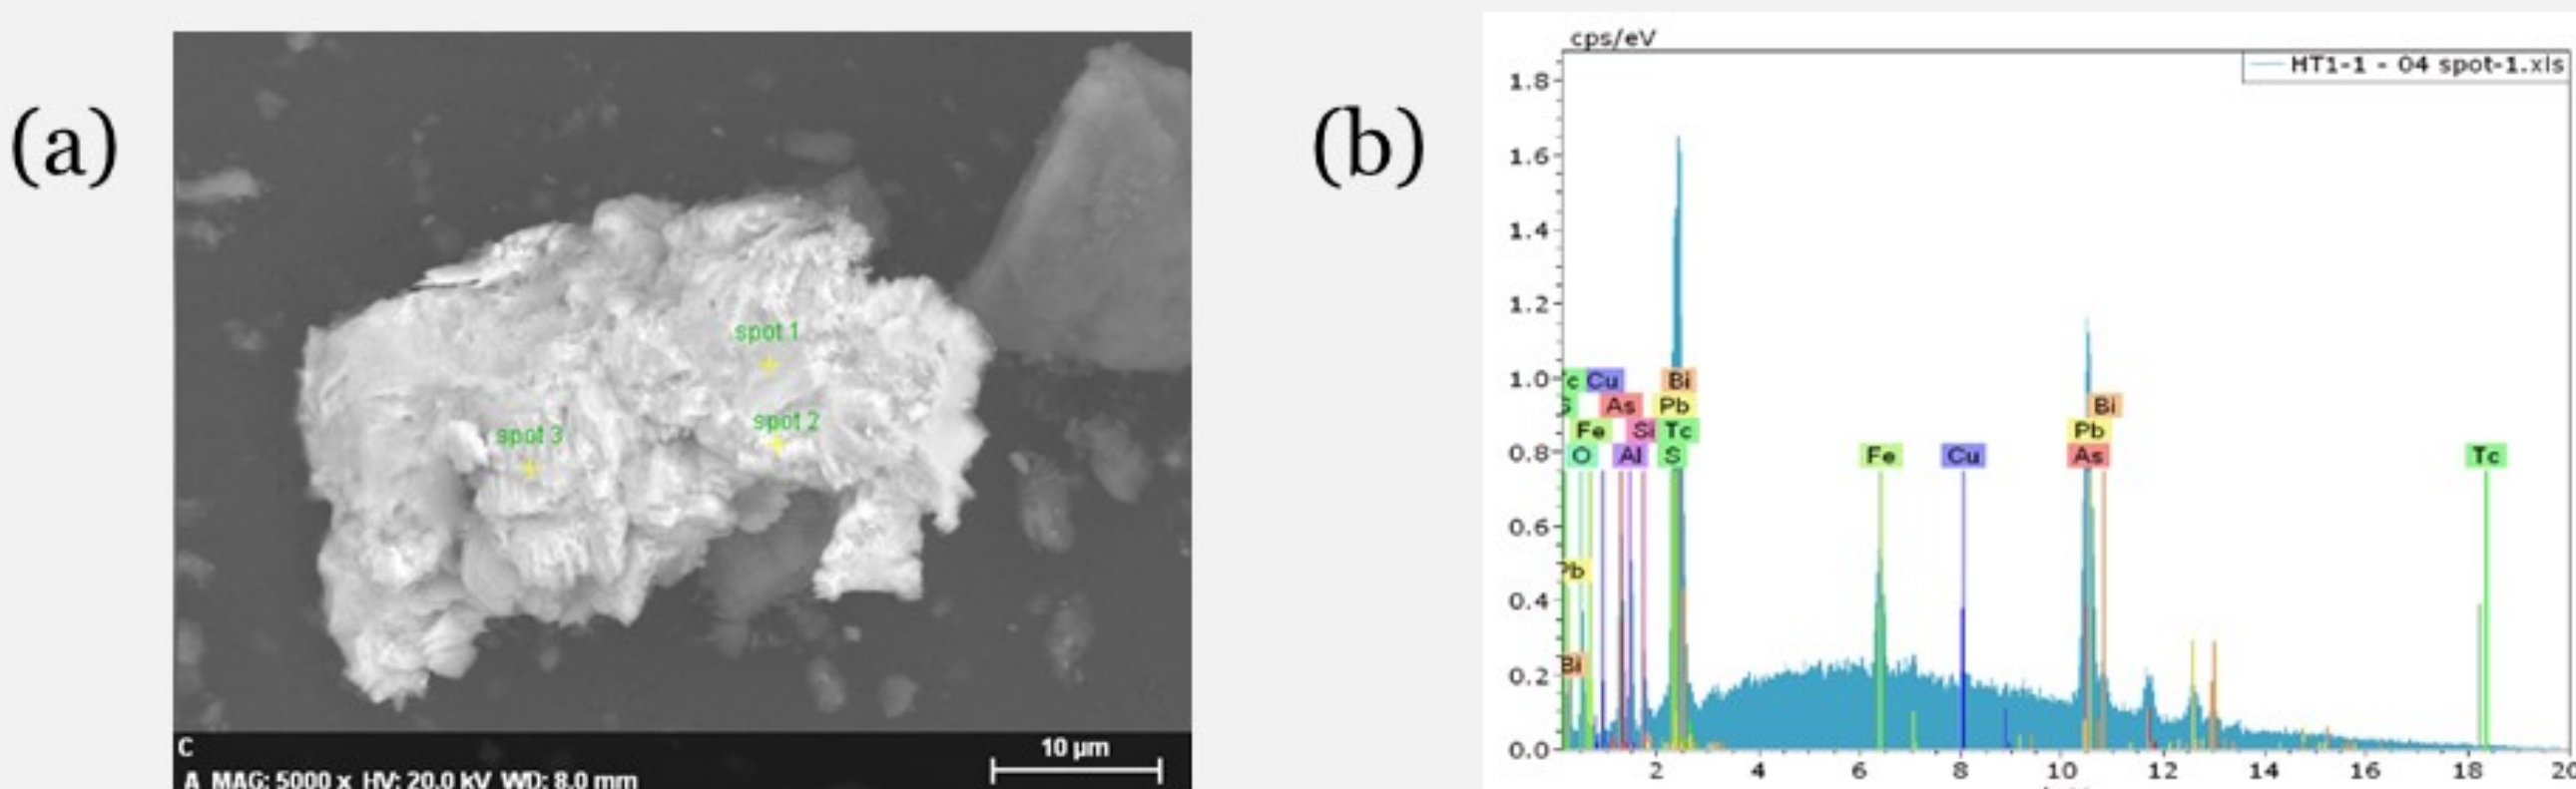 (a)
spot 1
spot 2
spot 3
C
10 µm
A MAG: 5000 x HV: 20.0 kV WD: 8.0 mm
(b)
cps/eV
HT1-1 - 04 spot-1.xls
1.8
1.6
1.4
1.2
1.0
0.8
0.6
0.4
0.2
0.0
c Cu Bi
S As Pb Bi
Fe Si Tc Pb
O Al S Fe Cu As Tc
Pb
Bi
2 4 6 8 10 12 14 16 18 20